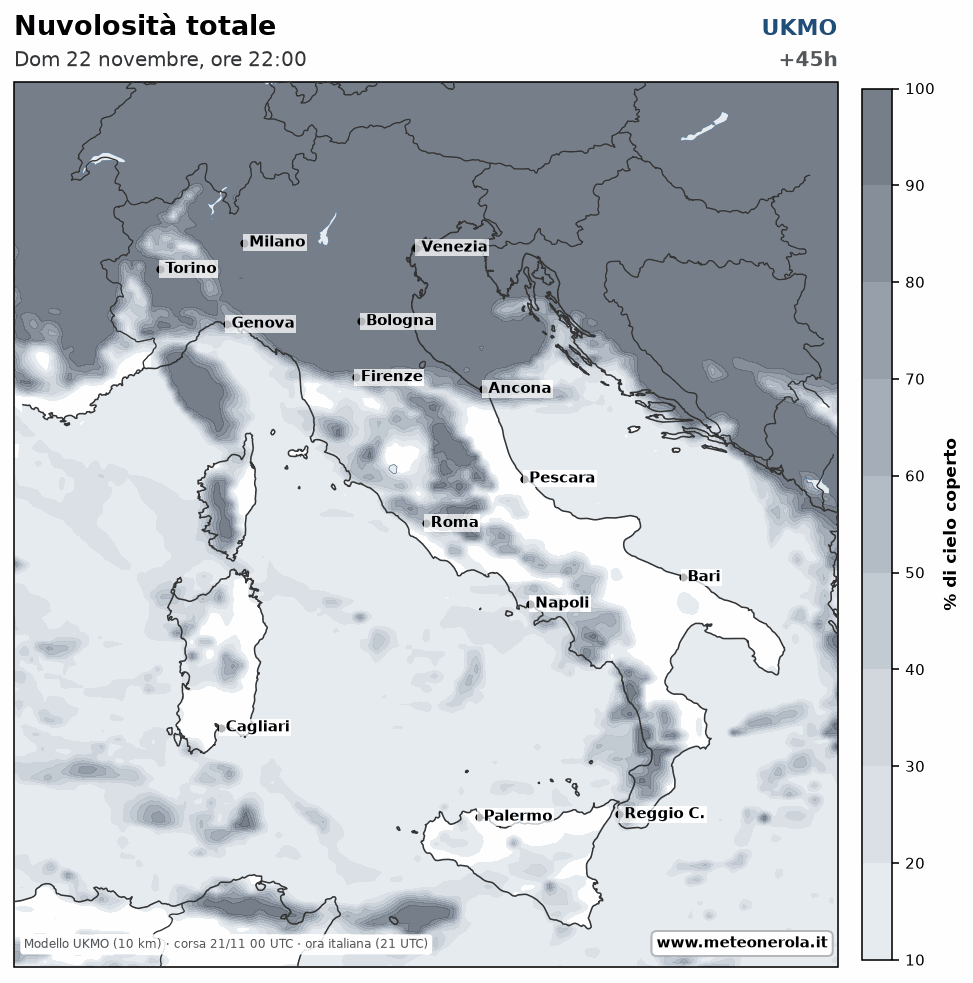 Nuvolosità totale
UKMO
Dom 22 novembre, ore 22:00
+45h
Milano
Venezia
Torino
Genova
Bologna
Firenze
Ancona
Pescara
Roma
Bari
Napoli
Cagliari
Palermo
Reggio C.
Modello UKMO (10 km) · corsa 21/11 00 UTC · ora italiana (21 UTC)
www.meteonerola.it
100
90
80
70
60
50
40
30
20
10
% di cielo coperto